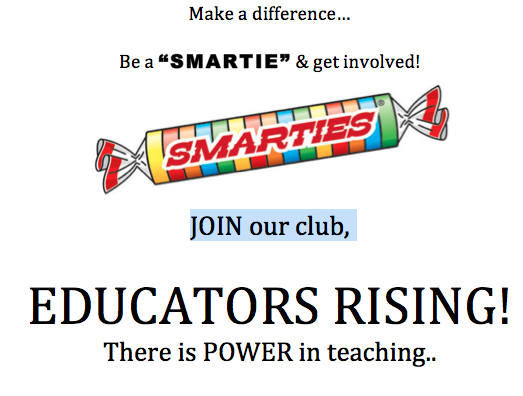 Make a difference...
Be a “SMARTIE” & get involved!
SMARTIES®
JOIN our club,
EDUCATORS RISING!
There is POWER in teaching..